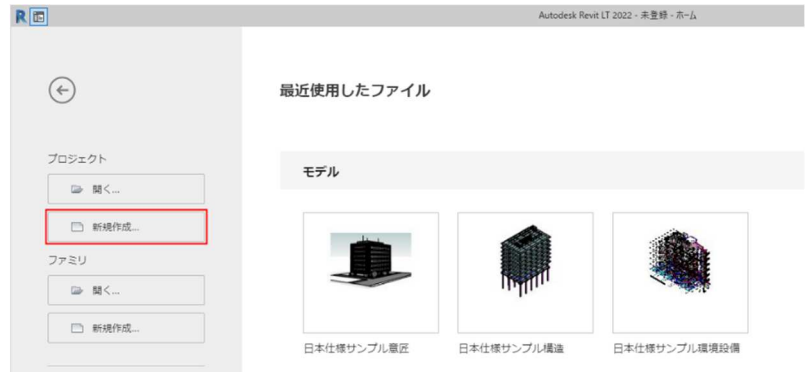 R
Autodesk Revit LT 2022 - 未登録 - ホーム
最近使用したファイル
プロジェクト
開く...
新規作成...
ファミリ
開く...
新規作成...
モデル
日本仕様サンプル意匠
日本仕様サンプル構造
日本仕様サンプル環境設備